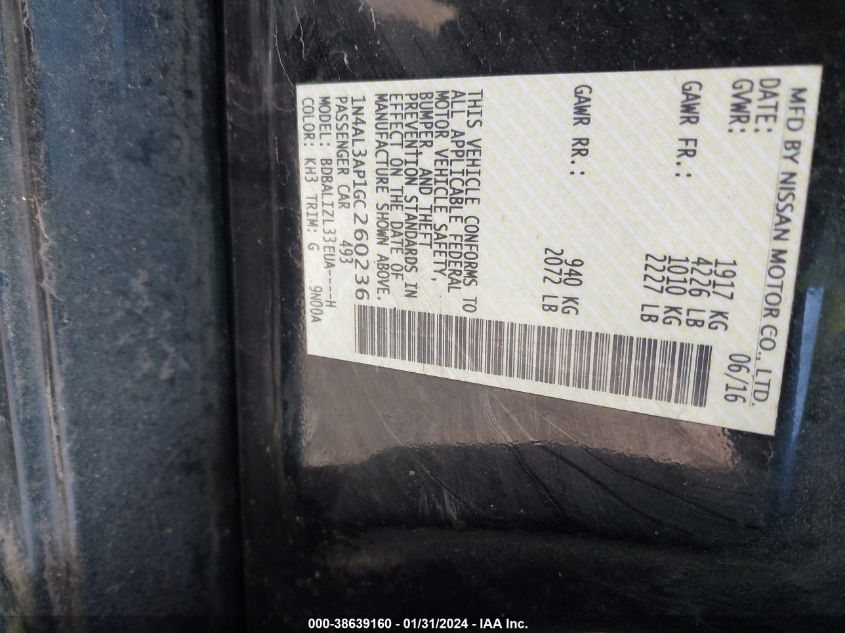 MFD BY NISSAN MOTOR CO., LTD.
DATE: 06/16
GVWR: 1917 KG
4226 LB
GAWR FR.: 1010 KG
2227 LB
GAWR RR.: 940 KG
2072 LB
THIS VEHICLE CONFORMS TO
ALL APPLICABLE FEDERAL
MOTOR VEHICLE SAFETY,
BUMPER, AND THEFT
PREVENTION STANDARDS IN
EFFECT ON THE DATE OF
MANUFACTURE SHOWN ABOVE.
1N4AL3AP1GC260236
PASSENGER CAR 493
MODEL: BDBALIZL33EUA----H
COLOR: KH3 TRIM: G 9N00A
000-38639160 - 01/31/2024 - IAA Inc.